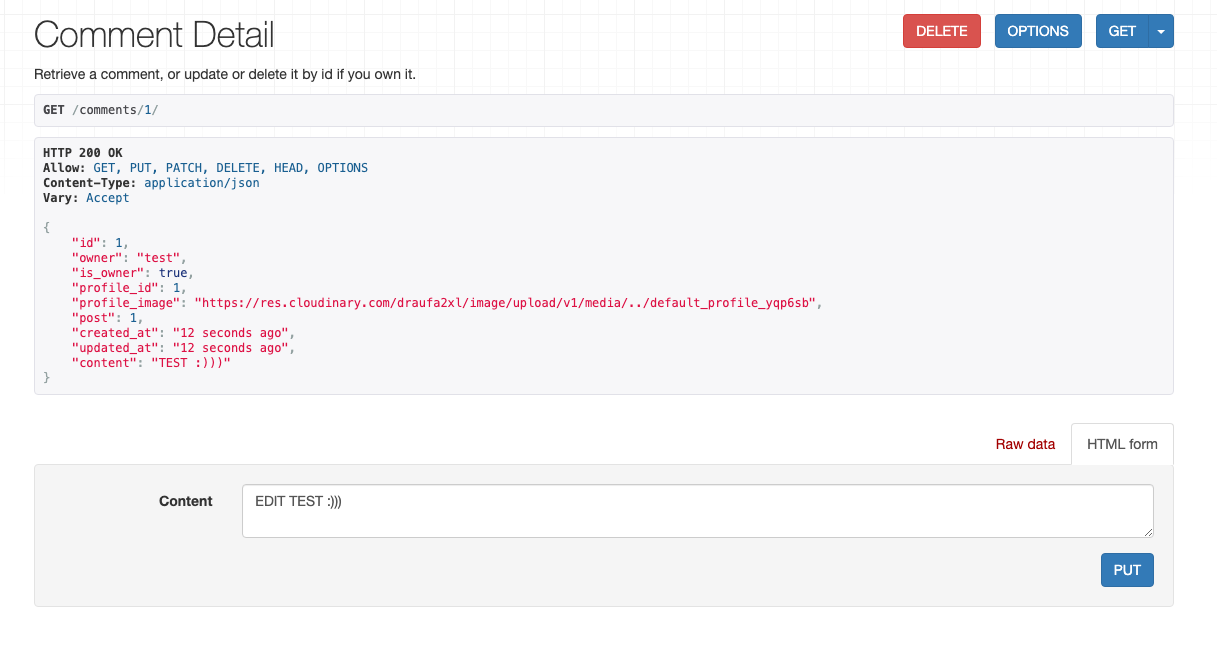 Comment Detail
DELETE
OPTIONS
GET
Retrieve a comment, or update or delete it by id if you own it.
GET /comments/1/
HTTP 200 OK
Allow: GET, PUT, PATCH, DELETE, HEAD, OPTIONS
Content-Type: application/json
Vary: Accept
{
    "id": 1,
    "owner": "test",
    "is_owner": true,
    "profile_id": 1,
    "profile_image": "https://res.cloudinary.com/draufa2xl/image/upload/v1/media/../default_profile_yqp6sb",
    "post": 1,
    "created_at": "12 seconds ago",
    "updated_at": "12 seconds ago",
    "content": "TEST :)))"
}
Raw data
HTML form
Content
EDIT TEST :)))
PUT